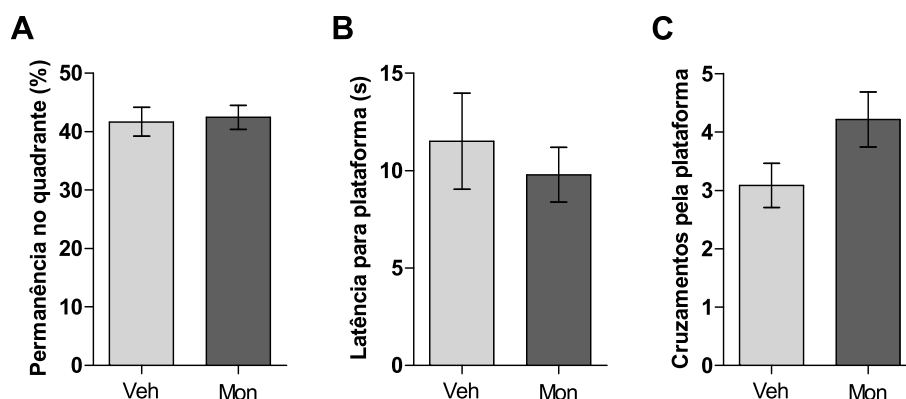 A
Permanência no quadrante (%)
50
40
30
20
10
0
Veh
Mon
B
Latência para plataforma (s)
15
10
5
0
Veh
Mon
C
Cruzamentos pela plataforma
5
4
3
2
1
0
Veh
Mon